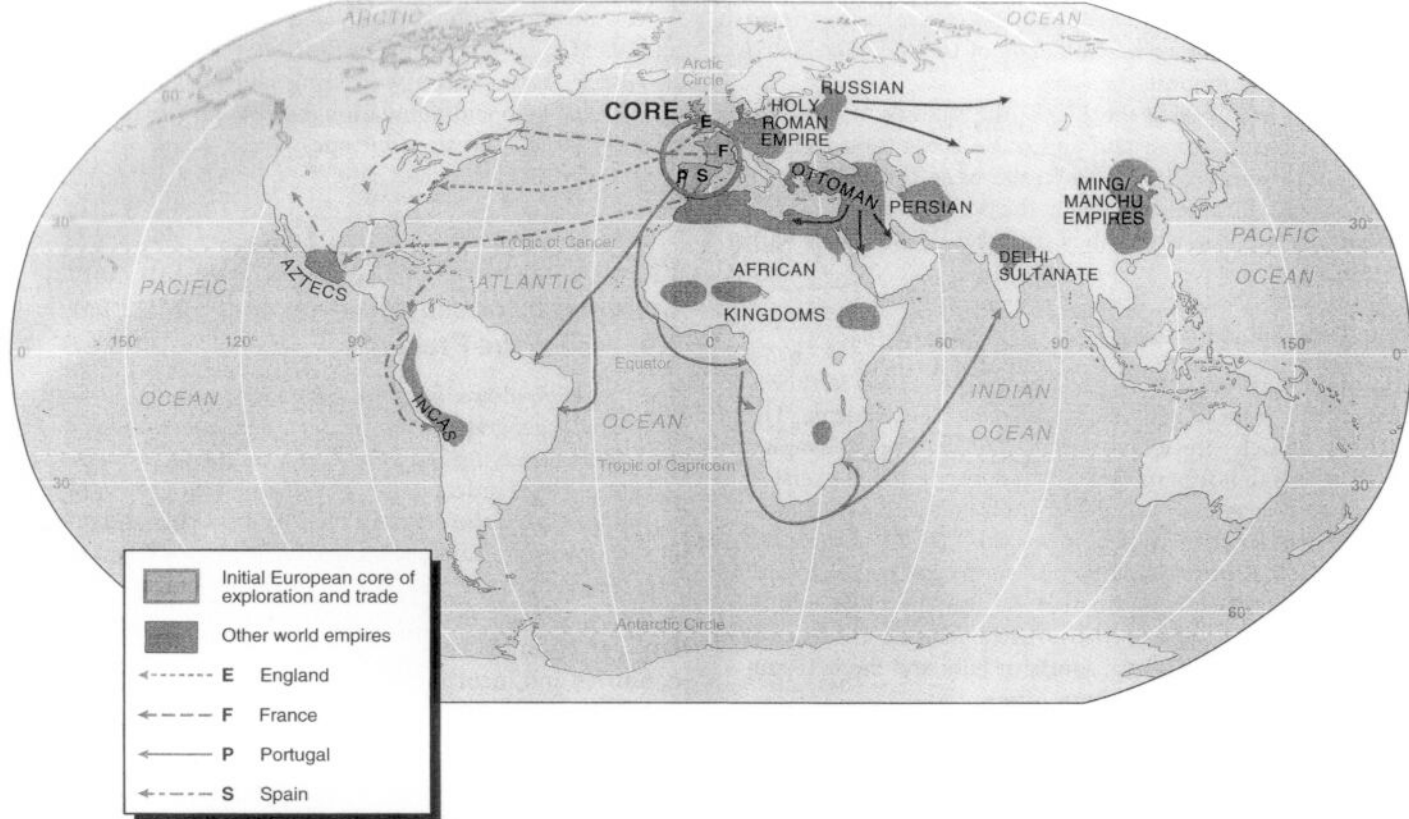 ARCTIC
OCEAN
Arctic
Circle
60°
RUSSIAN
HOLY
ROMAN
EMPIRE
CORE
E
F
P S
OTTOMAN
PERSIAN
MING/
MANCHU
EMPIRES
30°
30°
Tropic of Cancer
PACIFIC
OCEAN
DELHI
SULTANATE
AZTECS
PACIFIC
ATLANTIC
AFRICAN
KINGDOMS
0°
150°
120°
90°
0°
60°
90°
150°
0°
Equator
OCEAN
INCAS
OCEAN
INDIAN
OCEAN
Tropic of Capricorn
30°
30°
60°
Antarctic Circle
Initial European core of
exploration and trade
Other world empires
E England
F France
P Portugal
S Spain